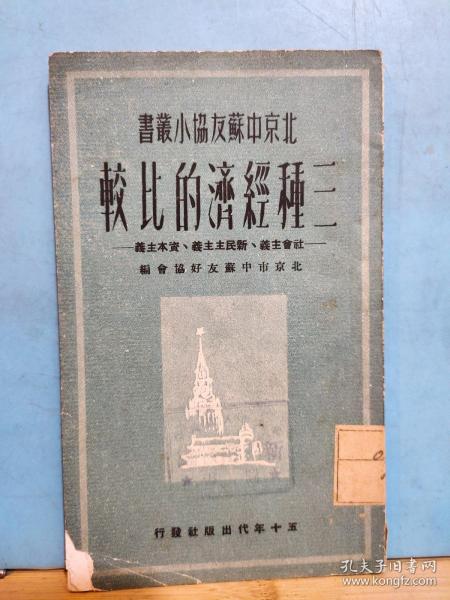 北京中蘇友協小叢書
三種經濟的比較
—社會主義、新民主主義、資本主義—
北京市中蘇友好協會編
五十年代出版社發行
孔夫子旧书网
www.kongfz.com